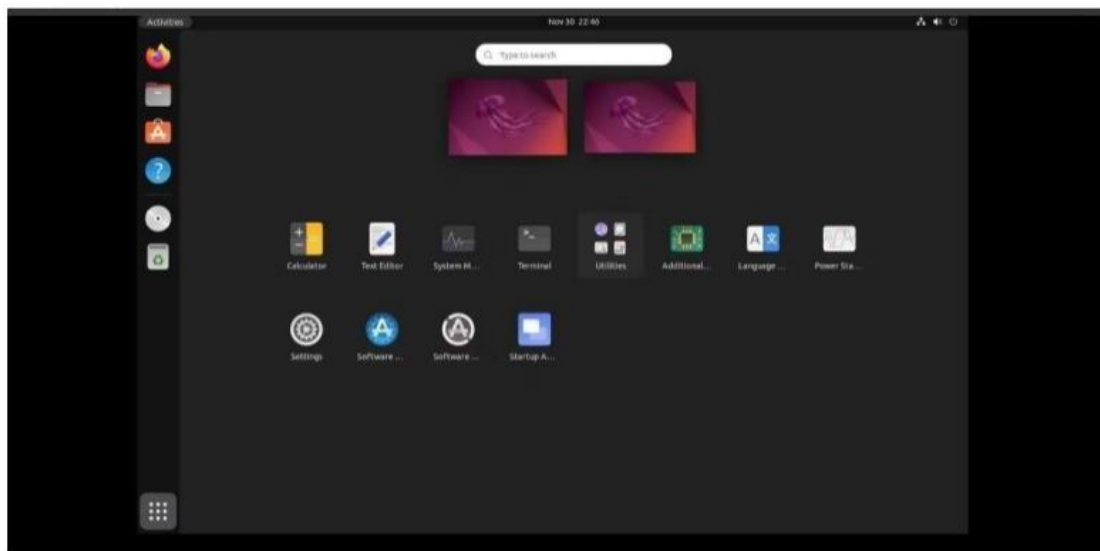 Activities Nov 30 22:46
Type to search
Calculator Text Editor System M... Terminal Utilities Additional... Language ... Power Sta...
Settings Software ... Software ... Startup A...